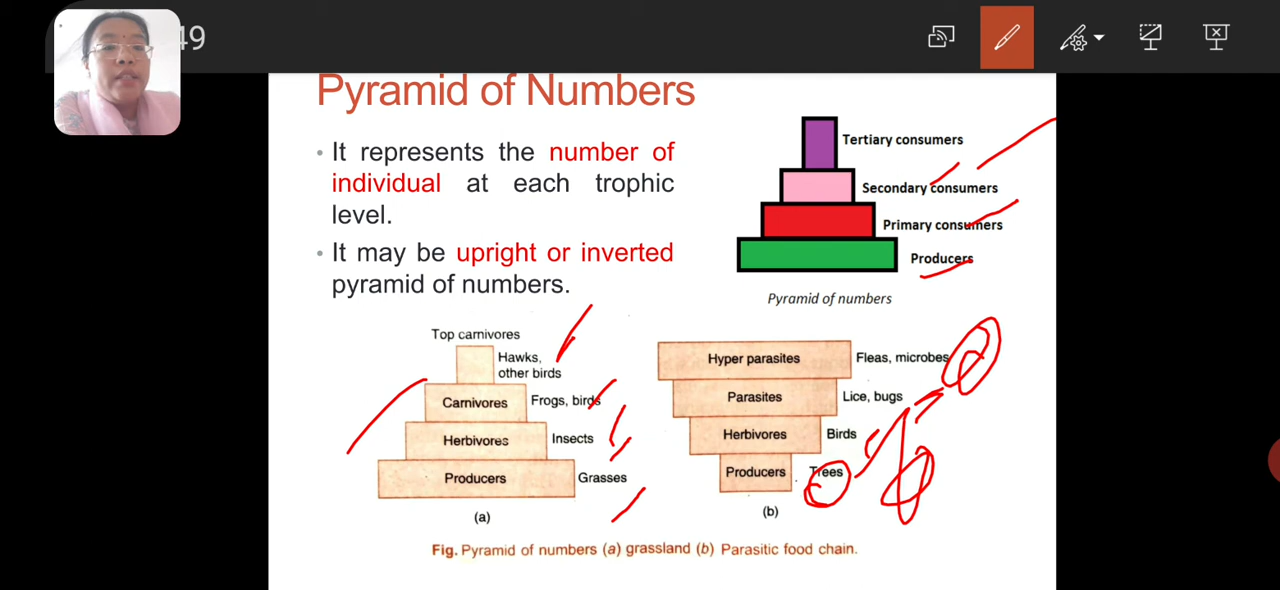 49
Pyramid of Numbers
• It represents the number of
individual at each trophic
level.
• It may be upright or inverted
pyramid of numbers.
Tertiary consumers
Secondary consumers
Primary consumers
Producers
Pyramid of numbers
Top carnivores
Hawks,
other birds
Carnivores Frogs, birds
Herbivores Insects
Producers Grasses
(a)
Hyper parasites Fleas, microbes
Parasites Lice, bugs
Herbivores Birds
Producers Trees
(b)
Fig. Pyramid of numbers (a) grassland (b) Parasitic food chain.